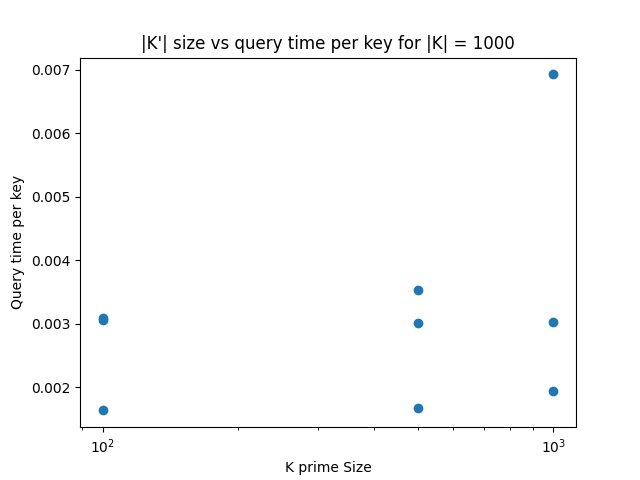 |K'| size vs query time per key for |K| = 1000
0.007
0.006
0.005
0.004
0.003
0.002
Query time per key
10²
10³
K prime Size